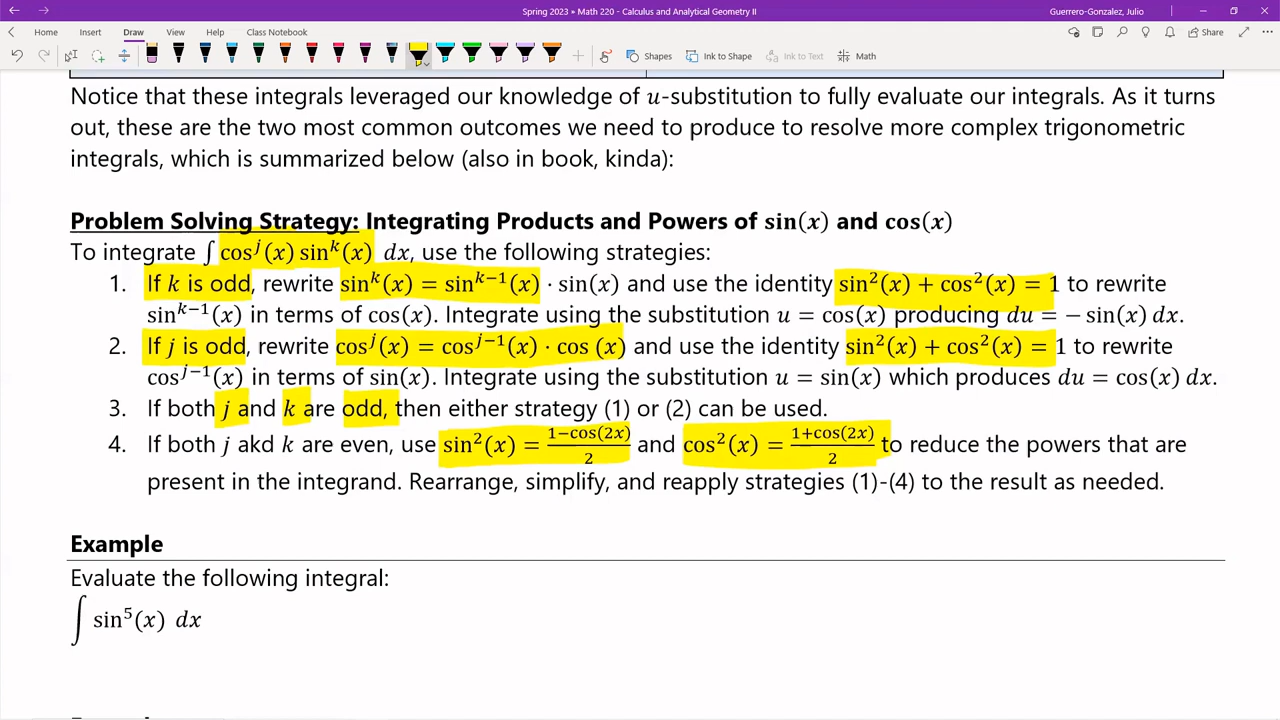 Spring 2023 » Math 220 - Calculus and Analytical Geometry II
Guerrero-Gonzalez, Julio
Home Insert Draw View Help Class Notebook
Share
Shapes Ink to Shape Ink to Text Math
Notice that these integrals leveraged our knowledge of u-substitution to fully evaluate our integrals. As it turns
out, these are the two most common outcomes we need to produce to resolve more complex trigonometric
integrals, which is summarized below (also in book, kinda):
Problem Solving Strategy: Integrating Products and Powers of sin(x) and cos(x)
To integrate ∫ cos^j(x) sin^k(x) dx, use the following strategies:
1. If k is odd, rewrite sin^k(x) = sin^{k−1}(x) · sin(x) and use the identity sin²(x) + cos²(x) = 1 to rewrite
sin^{k−1}(x) in terms of cos(x). Integrate using the substitution u = cos(x) producing du = − sin(x) dx.
2. If j is odd, rewrite cos^j(x) = cos^{j−1}(x) · cos (x) and use the identity sin²(x) + cos²(x) = 1 to rewrite
cos^{j−1}(x) in terms of sin(x). Integrate using the substitution u = sin(x) which produces du = cos(x) dx.
3. If both j and k are odd, then either strategy (1) or (2) can be used.
4. If both j akd k are even, use sin²(x) = (1−cos(2x))/2 and cos²(x) = (1+cos(2x))/2 to reduce the powers that are
present in the integrand. Rearrange, simplify, and reapply strategies (1)-(4) to the result as needed.
Example
Evaluate the following integral:
∫ sin⁵(x) dx